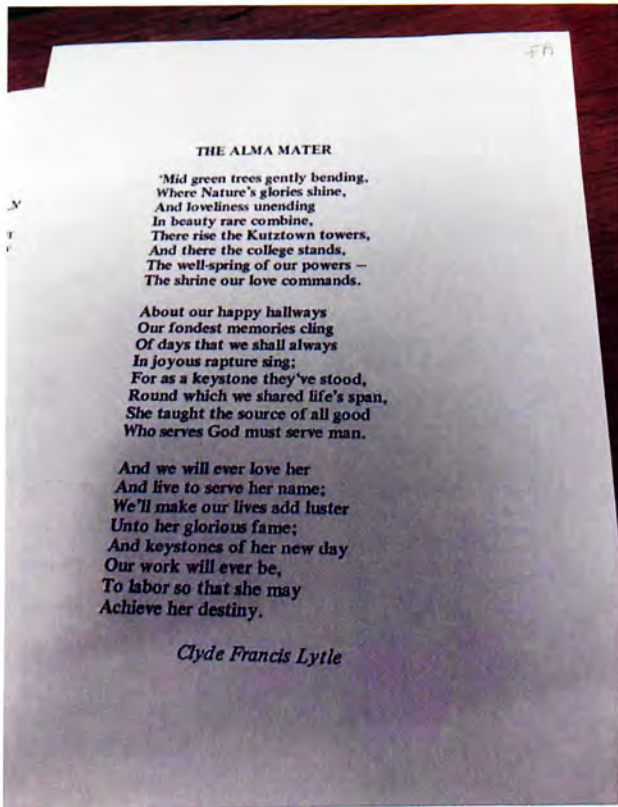 THE ALMA MATER
'Mid green trees gently bending,
Where Nature's glories shine,
And loveliness unending
In beauty rare combine,
There rise the Kutztown towers,
And there the college stands,
The well-spring of our powers —
The shrine our love commands.
About our happy hallways
Our fondest memories cling
Of days that we shall always
In joyous rapture sing;
For as a keystone they've stood,
Round which we shared life's span,
She taught the source of all good
Who serves God must serve man.
And we will ever love her
And live to serve her name;
We'll make our lives add luster
Unto her glorious fame;
And keystones of her new day
Our work will ever be,
To labor so that she may
Achieve her destiny.
Clyde Francis Lytle